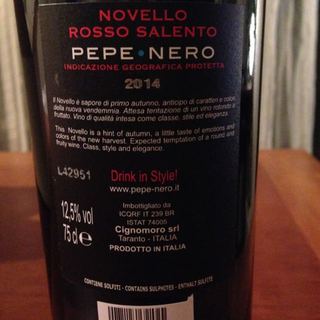 NOVELLO
ROSSO SALENTO
PEPE•NERO
INDICAZIONE GEOGRAFICA PROTETTA
2014
Il Novello è sapore di primo autunno, anticipo di caratteri e colori
della nuova vendemmia. Attesa tentazione di un vino rotondo e
fruttato. Vino di qualità intesa come classe, stile ed eleganza.
This Novello is a hint of autumn, a little taste of emotions and
colors of the new harvest. Expected temptation of a round and
fruity wine. Class, style and elegance.
L42951
Drink in Style!
www.pepe-nero.it
12,5% vol
75 cl e
Imbottigliato da
ICQRF IT 239 BR
ISTAT 74005
Cignomoro srl
Taranto - ITALIA
PRODOTTO IN ITALIA
CONTIENE SOLFITI - CONTAINS SULPHITES - ENTHALT SULFITE